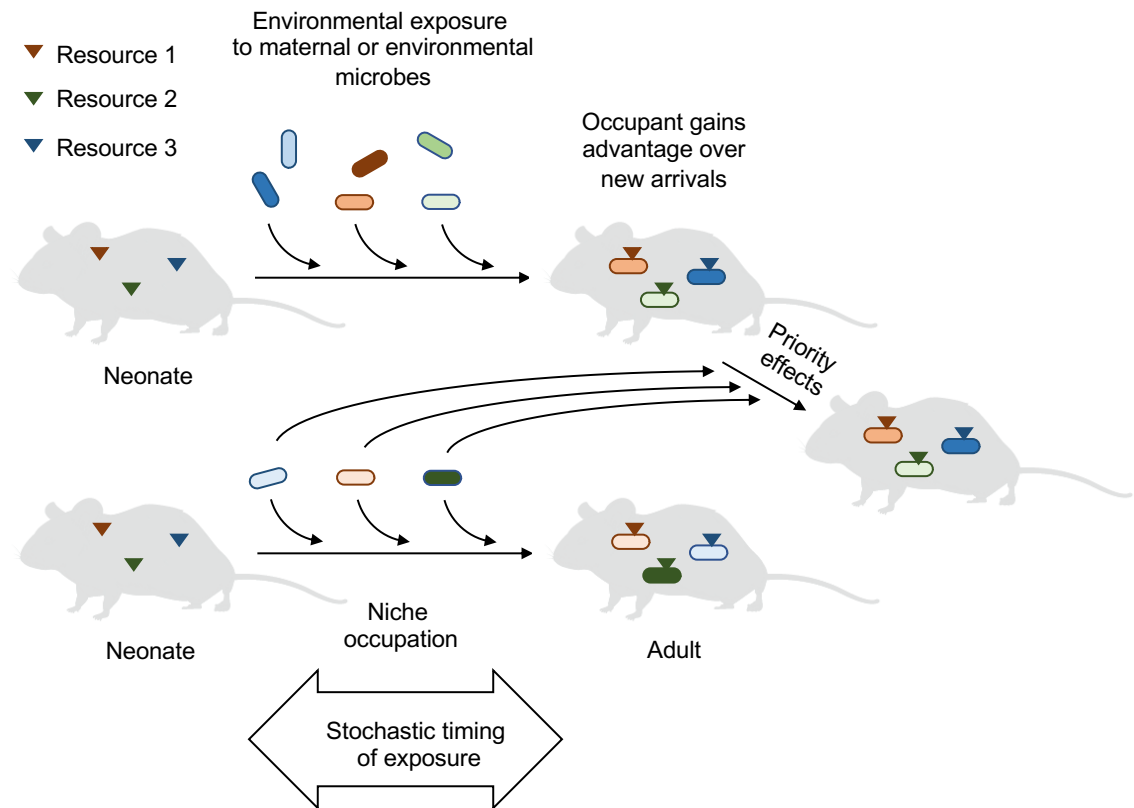 Resource 1
Resource 2
Resource 3
Environmental exposure
to maternal or environmental
microbes
Occupant gains
advantage over
new arrivals
Neonate
Priority
effects
Neonate
Niche
occupation
Adult
Stochastic timing
of exposure